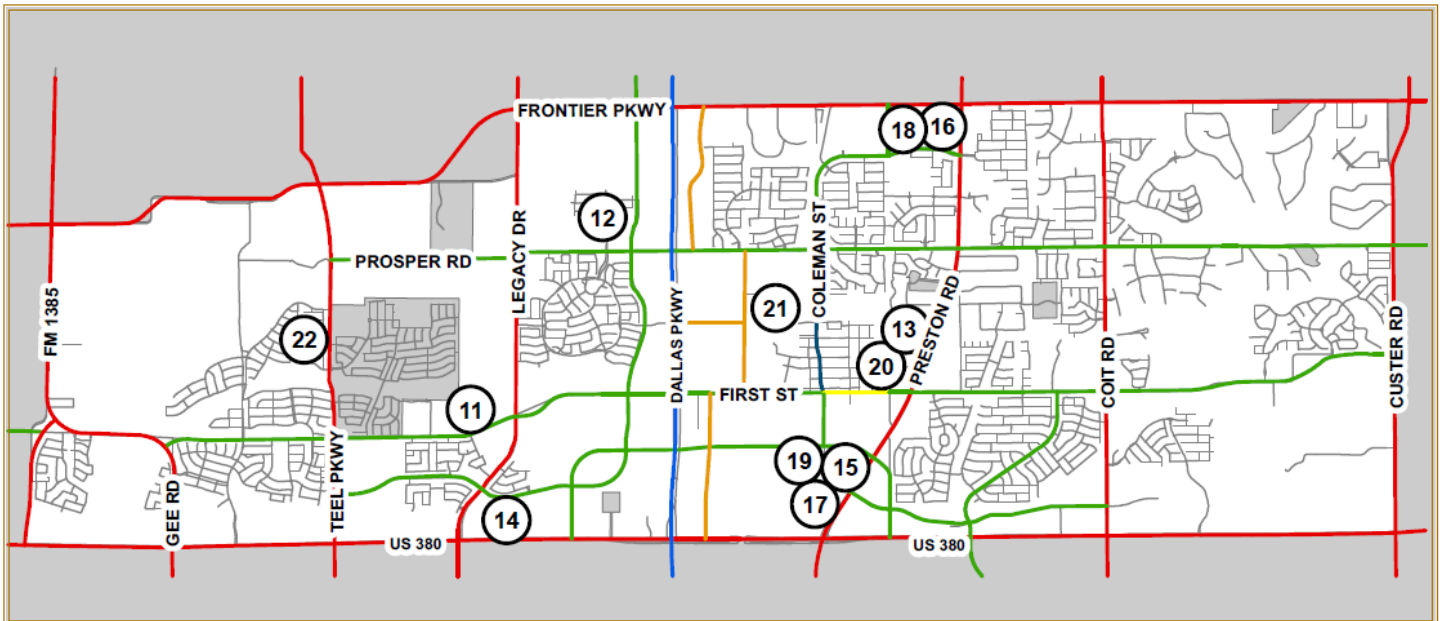 FRONTIER PKWY
18
16
12
COLEMAN ST
LEGACY DR
PROSPER RD
21
DALLAS PKWY
PRESTON RD
13
FM 1385
22
20
CUSTER RD
COIT RD
11
FIRST ST
19
15
TEEL PKWY
GEE RD
17
14
US 380
US 380